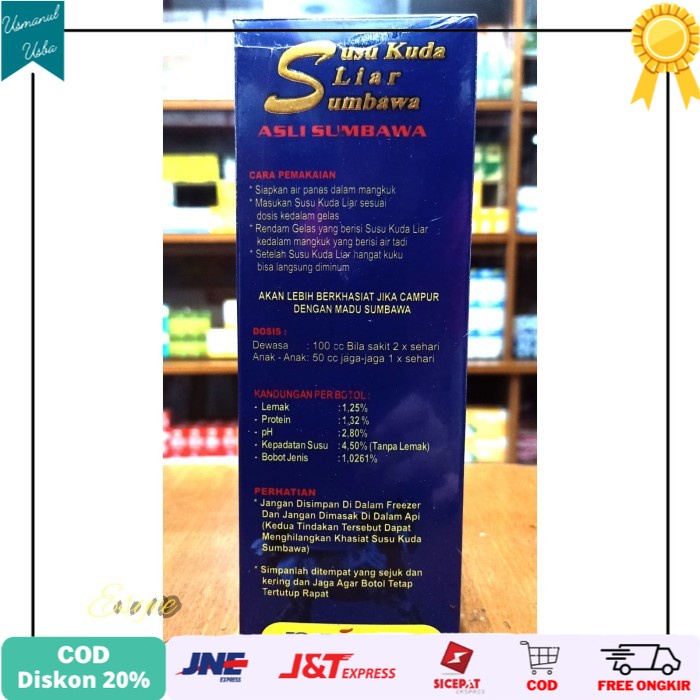 Usmanul
Usba
Susu Kuda
Liar
Sumbawa
ASLI SUMBAWA
CARA PEMAKAIAN
* Siapkan air panas dalam mangkuk
* Masukan Susu Kuda Liar sesuai
dosis kedalam gelas
* Rendam Gelas yang berisi Susu Kuda Liar
kedalam mangkuk yang berisi air tadi
* Setelah Susu Kuda Liar hangat kuku
bisa langsung diminum
AKAN LEBIH BERKHASIAT JIKA CAMPUR
DENGAN MADU SUMBAWA
DOSIS :
Dewasa : 100 cc Bila sakit 2 x sehari
Anak - Anak: 50 cc jaga-jaga 1 x sehari
KANDUNGAN PER BOTOL :
- Lemak :1,25%
- Protein :1,32 %
- pH :2,80%
- Kepadatan Susu :4,50% (Tanpa Lemak)
- Bobot Jenis :1,0261%
PERHATIAN
* Jangan Disimpan Di Dalam Freezer
Dan Jangan Dimasak Di Dalam Api
(Kedua Tindakan Tersebut Dapat
Menghilangkan Khasiat Susu Kuda
Sumbawa)
* Simpanlah ditempat yang sejuk dan
kering dan Jaga Agar Botol Tetap
Tertutup Rapat
COD
Diskon 20%
JNE
EXPRESS
J&T EXPRESS
SICEPAT
EKSPRES
COD
FREE ONGKIR